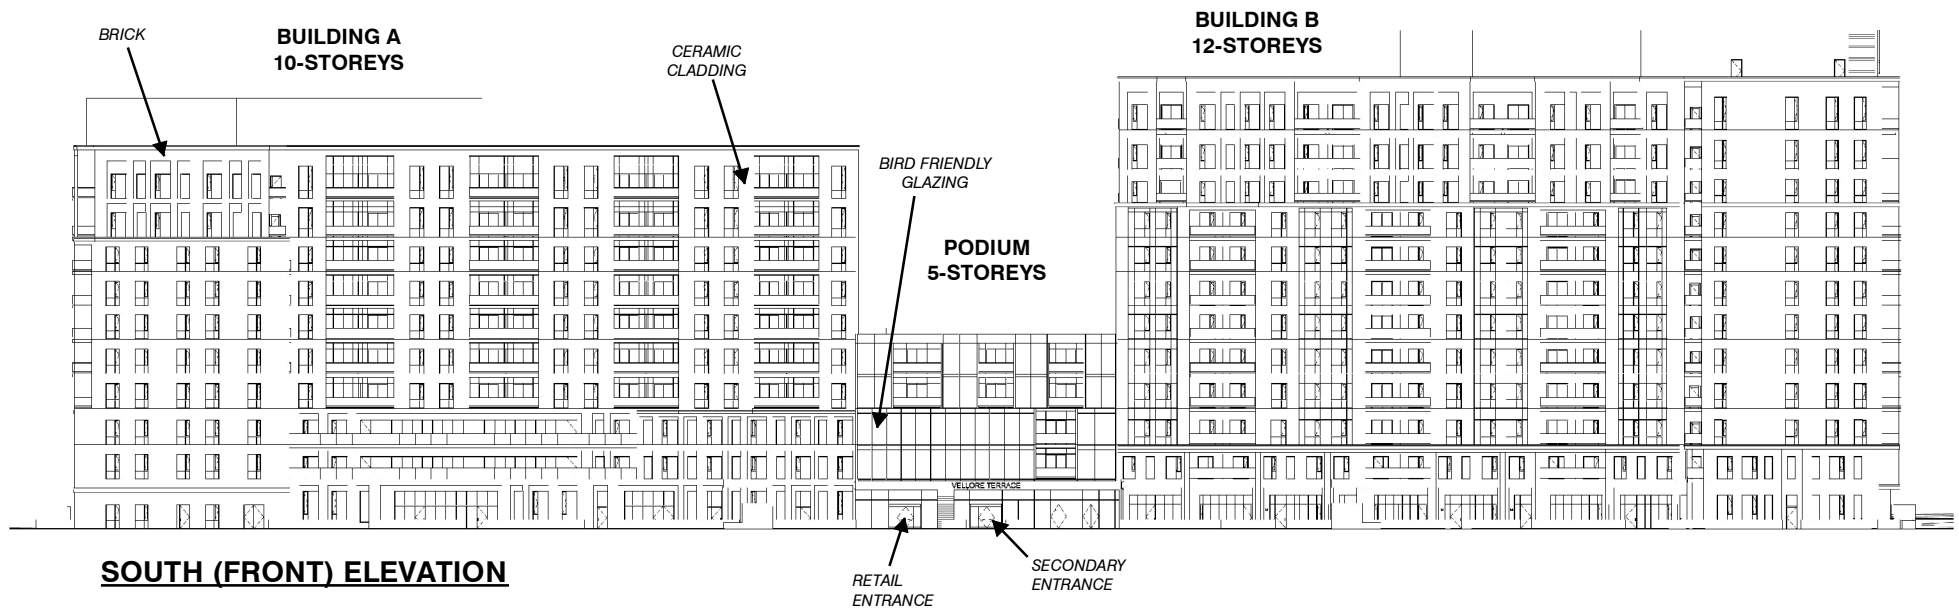 BRICK
BUILDING A
10-STOREYS
CERAMIC
CLADDING
BUILDING B
12-STOREYS
BIRD FRIENDLY
GLAZING
PODIUM
5-STOREYS
VELLORE TERRACE
RETAIL
ENTRANCE
SECONDARY
ENTRANCE
SOUTH (FRONT) ELEVATION